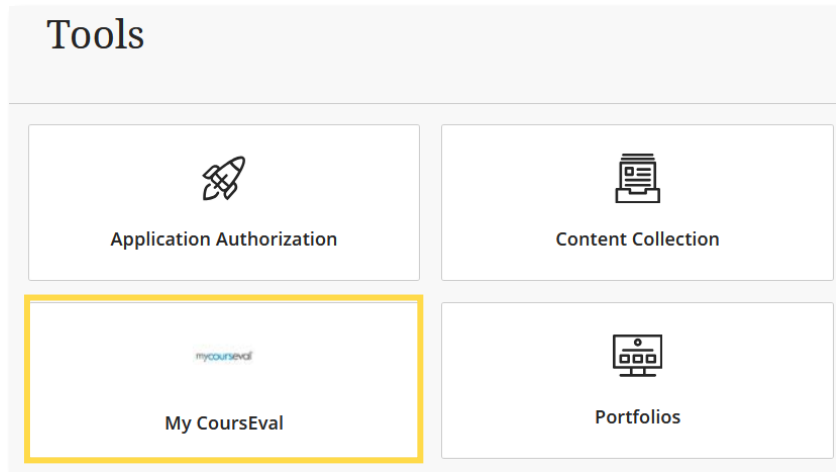 Tools
Application Authorization
Content Collection
mycourseval
My CoursEval
Portfolios